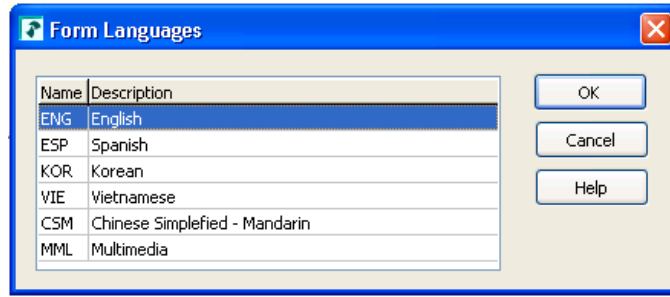 Form Languages
Name Description
ENG English
ESP Spanish
KOR Korean
VIE Vietnamese
CSM Chinese Simplefied - Mandarin
MML Multimedia
OK
Cancel
Help